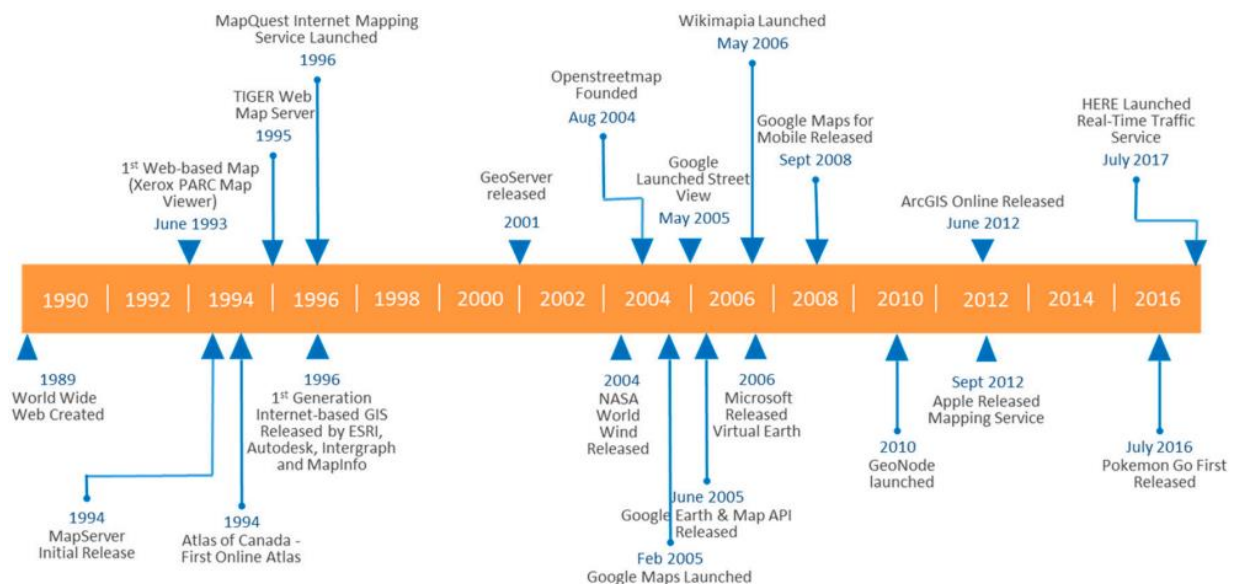 MapQuest Internet Mapping
Service Launched
1996
TIGER Web
Map Server
1995
1st Web-based Map
(Xerox PARC Map
Viewer)
June 1993
GeoServer
released
2001
Openstreetmap
Founded
Aug 2004
Google
Launched Street
View
May 2005
Wikimapia Launched
May 2006
Google Maps for
Mobile Released
Sept 2008
ArcGIS Online Released
June 2012
HERE Launched
Real-Time Traffic
Service
July 2017
1990 1992 1994 1996 1998 2000 2002 2004 2006 2008 2010 2012 2014 2016
1989
World Wide
Web Created
1994
MapServer
Initial Release
1994
Atlas of Canada -
First Online Atlas
1996
1st Generation
Internet-based GIS
Released by ESRI,
Autodesk, Intergraph
and MapInfo
2004
NASA
World
Wind
Released
Feb 2005
Google Maps Launched
June 2005
Google Earth & Map API
Released
2006
Microsoft
Released
Virtual Earth
2010
GeoNode
launched
Sept 2012
Apple Released
Mapping Service
July 2016
Pokemon Go First
Released